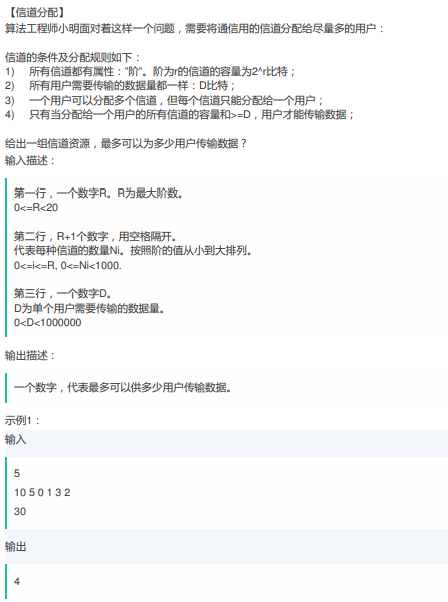 【信道分配】
算法工程师小明面对着这样一个问题，需要将通信用的信道分配给尽量多的用户：
信道的条件及分配规则如下：
1) 所有信道都有属性："阶"。阶为r的信道的容量为2^r比特；
2) 所有用户需要传输的数据量都一样：D比特；
3) 一个用户可以分配多个信道，但每个信道只能分配给一个用户；
4) 只有当分配给一个用户的所有信道的容量和>=D，用户才能传输数据；
给出一组信道资源，最多可以为多少用户传输数据？
输入描述：
第一行，一个数字R。R为最大阶数。
0<=R<20
第二行，R+1个数字，用空格隔开。
代表每种信道的数量Ni。按照阶的值从小到大排列。
0<=i<=R, 0<=Ni<1000.
第三行，一个数字D。
D为单个用户需要传输的数据量。
0<D<1000000
输出描述：
一个数字，代表最多可以供多少用户传输数据。
示例1：
输入
5
10 5 0 1 3 2
30
输出
4